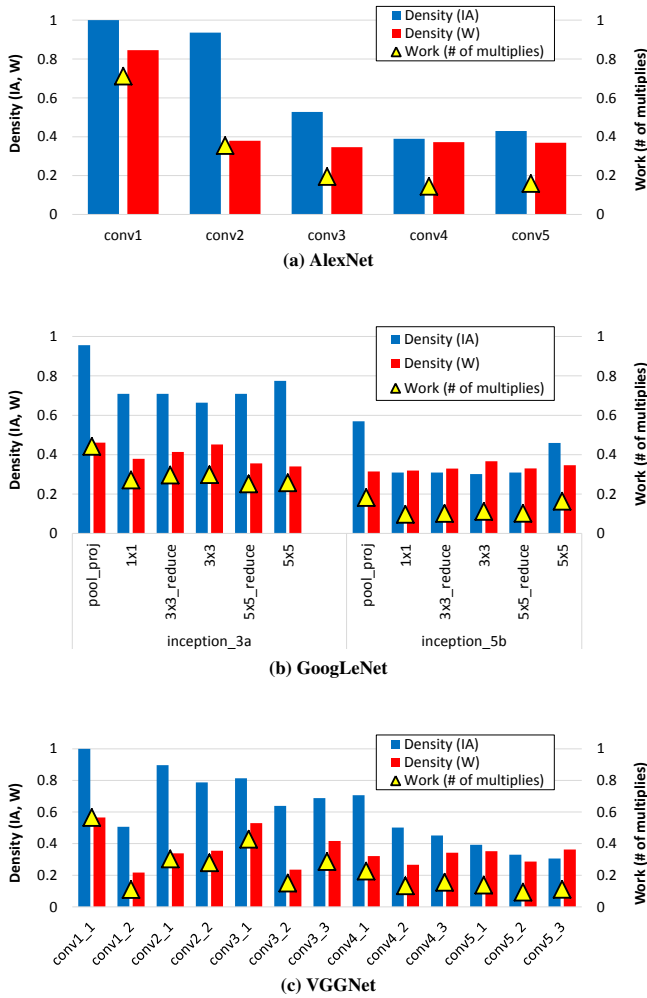 Density (IA, W)
1
0.8
0.6
0.4
0.2
0
Density (IA)
Density (W)
Work (# of multiplies)
1
0.8
0.6
0.4
0.2
0
Work (# of multiplies)
conv1 conv2 conv3 conv4 conv5
(a) AlexNet
Density (IA, W)
1
0.8
0.6
0.4
0.2
0
Density (IA)
Density (W)
Work (# of multiplies)
1
0.8
0.6
0.4
0.2
0
Work (# of multiplies)
pool_proj
1x1
3x3_reduce
3x3
5x5_reduce
5x5
pool_proj
1x1
3x3_reduce
3x3
5x5_reduce
5x5
inception_3a inception_5b
(b) GoogLeNet
Density (IA, W)
1
0.8
0.6
0.4
0.2
0
Density (IA)
Density (W)
Work (# of multiplies)
1
0.8
0.6
0.4
0.2
0
Work (# of multiplies)
conv1_1
conv1_2
conv2_1
conv2_2
conv3_1
conv3_2
conv3_3
conv4_1
conv4_2
conv4_3
conv5_1
conv5_2
conv5_3
(c) VGGNet